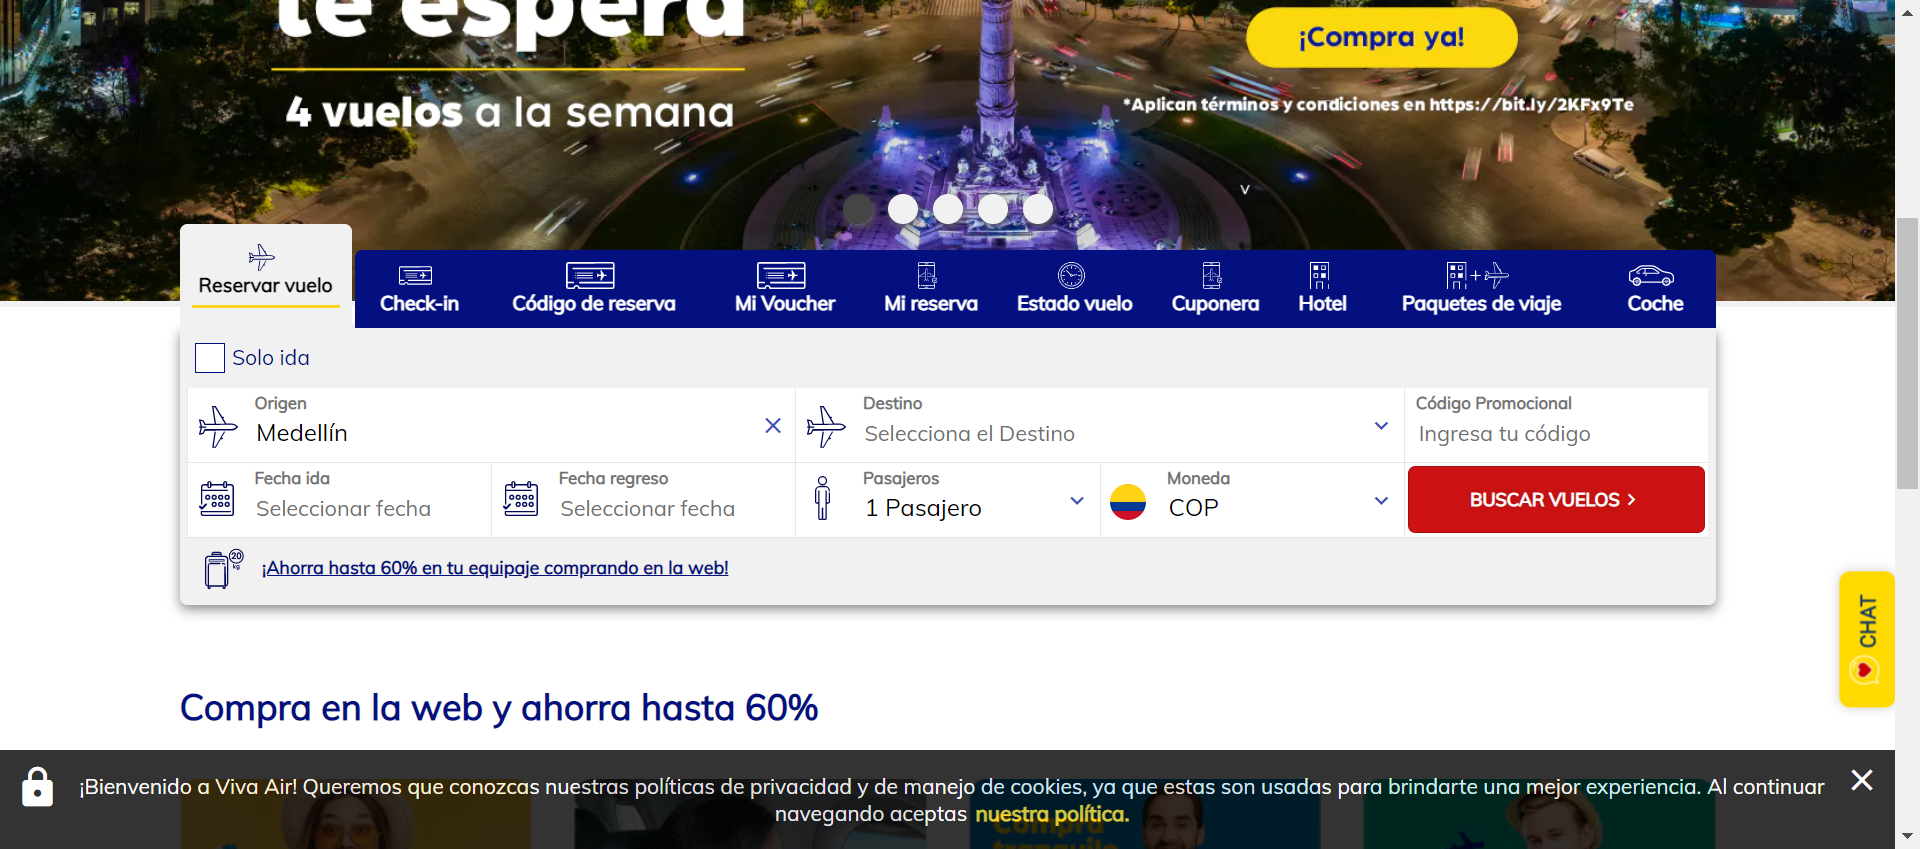 te espera
4 vuelos a la semana
¡Compra ya!
*Aplican términos y condiciones en https://bit.ly/2KFx9Te
v
Reservar vuelo
Check-in
Código de reserva
Mi Voucher
Mi reserva
Estado vuelo
Cuponera
Hotel
Paquetes de viaje
Coche
Solo ida
Origen
Medellín
Destino
Selecciona el Destino
Código Promocional
Ingresa tu código
Fecha ida
Seleccionar fecha
Fecha regreso
Seleccionar fecha
Pasajeros
1 Pasajero
Moneda
COP
BUSCAR VUELOS
20
kg
¡Ahorra hasta 60% en tu equipaje comprando en la web!
CHAT
Compra en la web y ahorra hasta 60%
¡Bienvenido a Viva Air! Queremos que conozcas nuestras políticas de privacidad y de manejo de cookies, ya que estas son usadas para brindarte una mejor experiencia. Al continuar
navegando aceptas nuestra política.
Compra
tranquilo